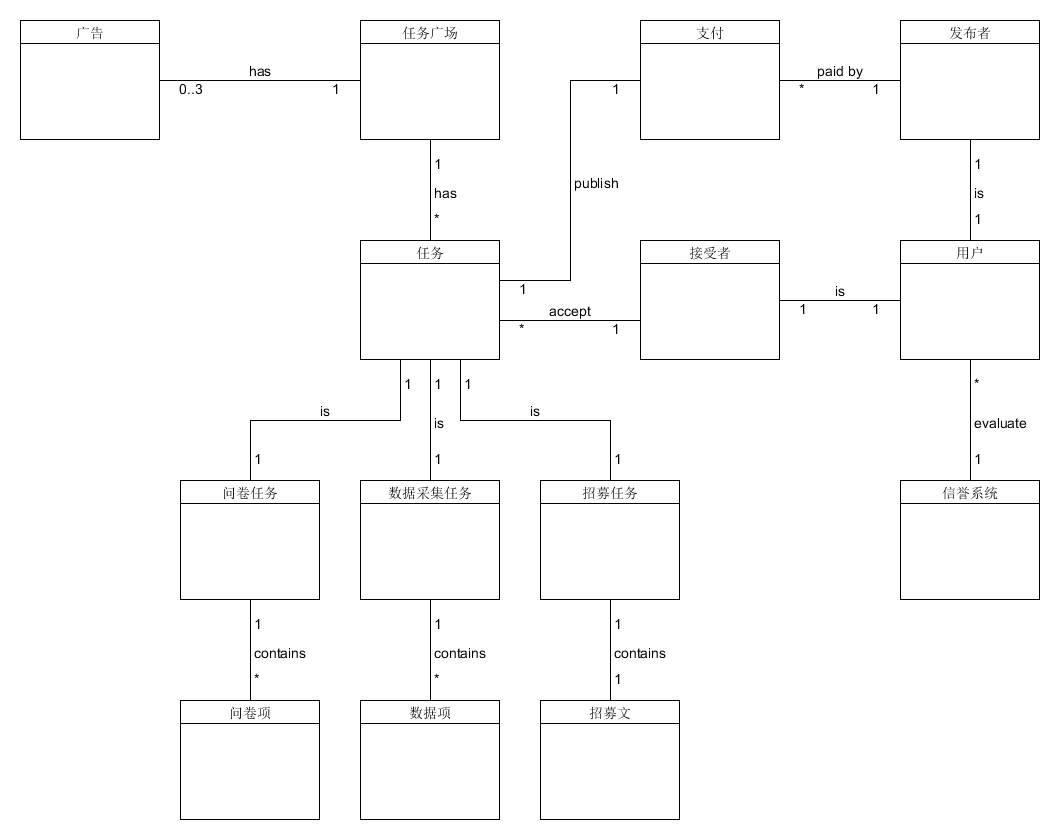 广告
任务广场
支付
发布者
has
0..3
1
paid by
*
1
1
1
has
*
publish
1
is
1
任务
接受者
用户
1
accept
*
1
is
1
1
1
1
1
*
is
is
is
evaluate
1
1
1
1
问卷任务
数据采集任务
招募任务
信誉系统
1
1
1
contains
contains
contains
*
*
1
问卷项
数据项
招募文